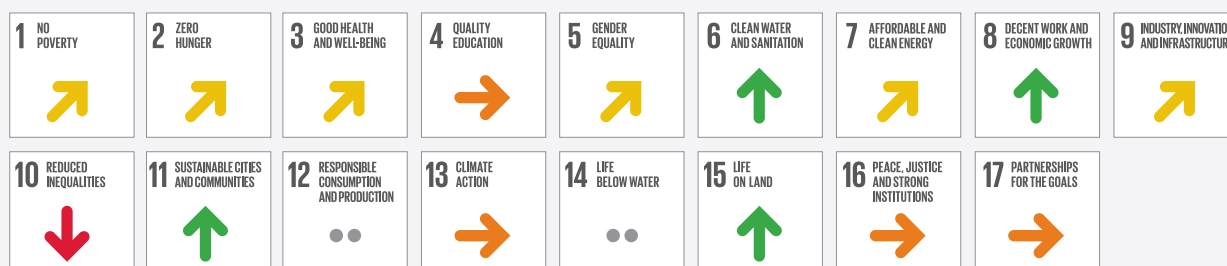 1 NO
POVERTY
2 ZERO
HUNGER
3 GOOD HEALTH
AND WELL-BEING
4 QUALITY
EDUCATION
5 GENDER
EQUALITY
6 CLEAN WATER
AND SANITATION
7 AFFORDABLE AND
CLEAN ENERGY
8 DECENT WORK AND
ECONOMIC GROWTH
9 INDUSTRY, INNOVATIO
AND INFRASTRUCTUR
10 REDUCED
INEQUALITIES
11 SUSTAINABLE CITIES
AND COMMUNITIES
12 RESPONSIBLE
CONSUMPTION
AND PRODUCTION
13 CLIMATE
ACTION
14 LIFE
BELOW WATER
15 LIFE
ON LAND
16 PEACE, JUSTICE
AND STRONG
INSTITUTIONS
17 PARTNERSHIPS
FOR THE GOALS